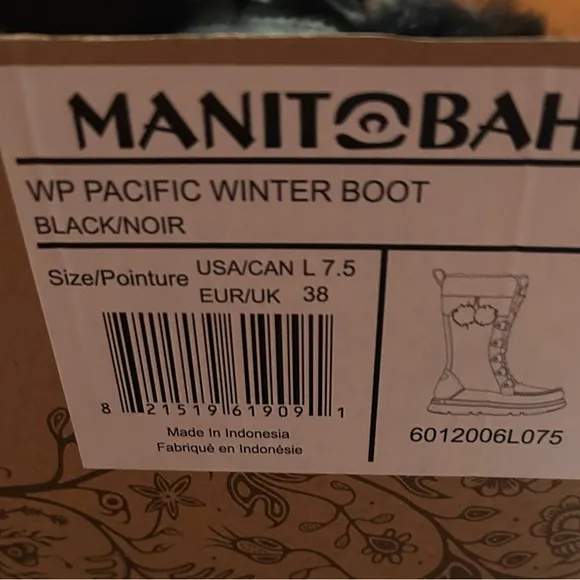 MANITOBAH
WP PACIFIC WINTER BOOT
BLACK/NOIR
Size/Pointure USA/CAN L 7.5
EUR/UK 38
8 21519 61909 1
Made In Indonesia
Fabriqué en Indonésie
6012006L075